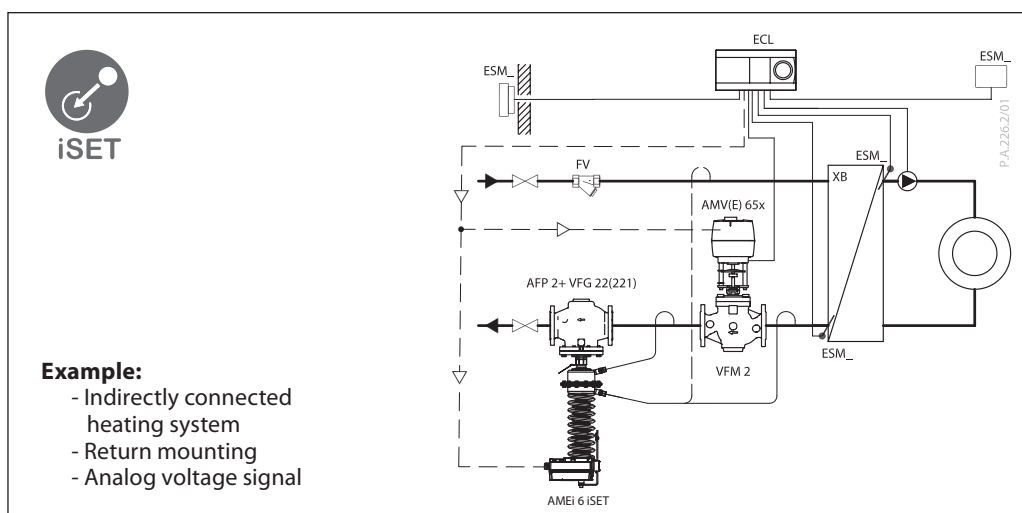 iSET
ECL
ESM_
ESM_
P.A.226.2/01
FV
ESM_
XB
AMV(E) 65x
AFP 2+ VFG 22(221)
ESM_
VFM 2
AMEi 6 iSET
Example:
- Indirectly connected
heating system
- Return mounting
- Analog voltage signal